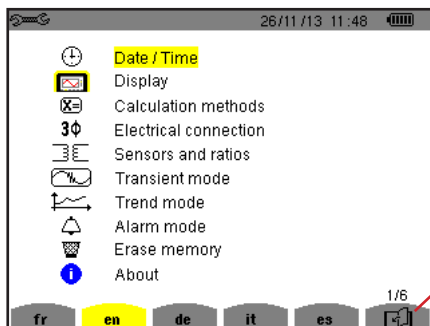 26/11/13 11:48
Date / Time
Display
X= Calculation methods
3ϕ Electrical connection
Sensors and ratios
Transient mode
Trend mode
Alarm mode
Erase memory
i About
1/6
fr en de it es